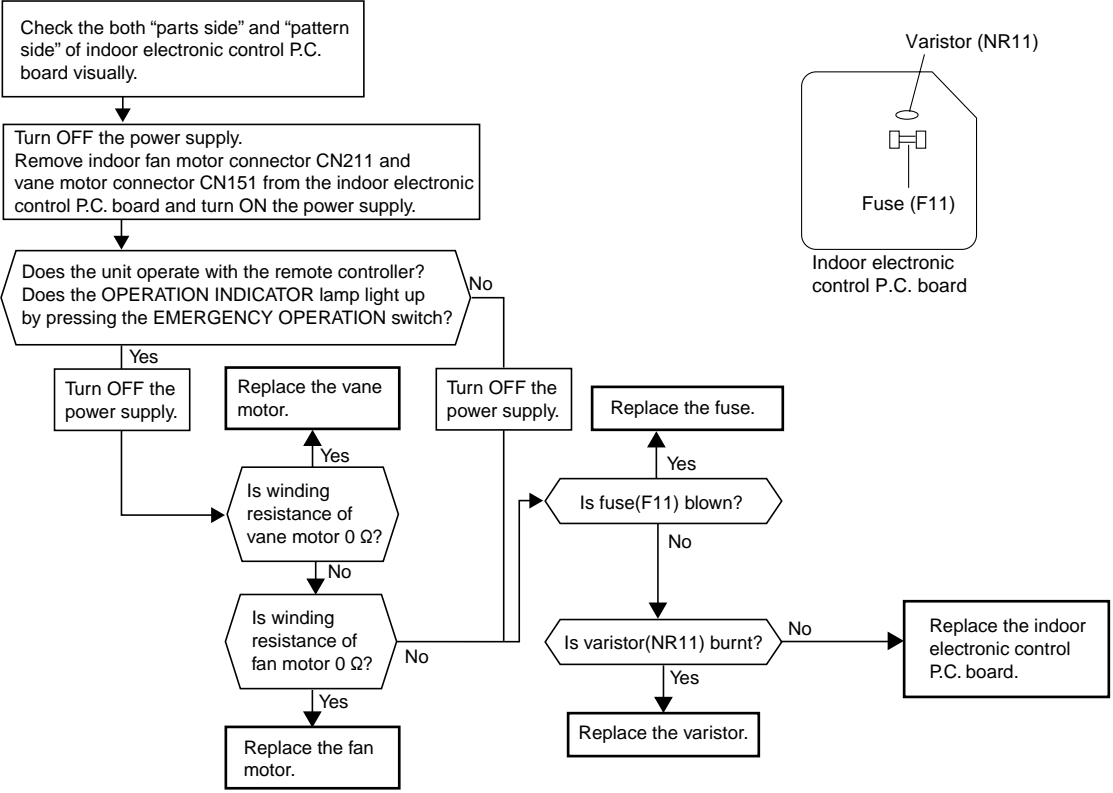 Check the both “parts side” and “pattern
side” of indoor electronic control P.C.
board visually.
Turn OFF the power supply.
Remove indoor fan motor connector CN211 and
vane motor connector CN151 from the indoor electronic
control P.C. board and turn ON the power supply.
Does the unit operate with the remote controller?
Does the OPERATION INDICATOR lamp light up
by pressing the EMERGENCY OPERATION switch?
No
Yes
Turn OFF the
power supply.
Replace the vane
motor.
Turn OFF the
power supply.
Replace the fuse.
Yes
Is winding
resistance of
vane motor 0 Ω?
Yes
Is fuse(F11) blown?
No
No
Is winding
resistance of
fan motor 0 Ω?
No
Is varistor(NR11) burnt?
No
Replace the indoor
electronic control
P.C. board.
Yes
Replace the fan
motor.
Yes
Replace the varistor.
Varistor (NR11)
Fuse (F11)
Indoor electronic
control P.C. board